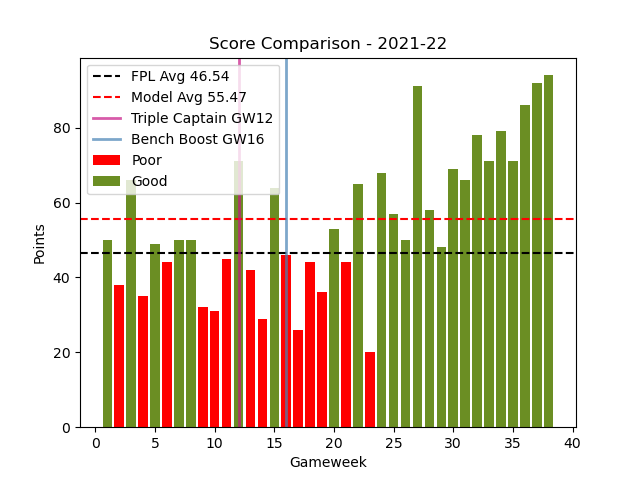 Score Comparison - 2021-22
FPL Avg 46.54
Model Avg 55.47
Triple Captain GW12
Bench Boost GW16
Poor
Good
Points
80
60
40
20
0
0 5 10 15 20 25 30 35 40
Gameweek